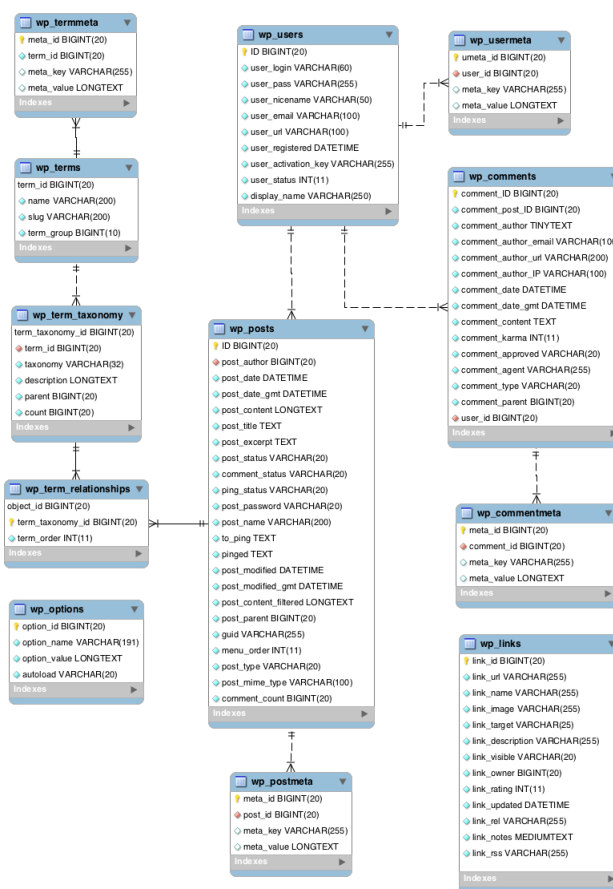 wp_termmeta
meta_id BIGINT(20)
term_id BIGINT(20)
meta_key VARCHAR(255)
meta_value LONGTEXT
Indexes
wp_terms
term_id BIGINT(20)
name VARCHAR(200)
slug VARCHAR(200)
term_group BIGINT(10)
Indexes
wp_term_taxonomy
term_taxonomy_id BIGINT(20)
term_id BIGINT(20)
taxonomy VARCHAR(32)
description LONGTEXT
parent BIGINT(20)
count BIGINT(20)
Indexes
wp_term_relationships
object_id BIGINT(20)
term_taxonomy_id BIGINT(20)
term_order INT(11)
Indexes
wp_options
option_id BIGINT(20)
option_name VARCHAR(191)
option_value LONGTEXT
autoload VARCHAR(20)
Indexes
wp_users
ID BIGINT(20)
user_login VARCHAR(60)
user_pass VARCHAR(255)
user_nicename VARCHAR(50)
user_email VARCHAR(100)
user_url VARCHAR(100)
user_registered DATETIME
user_activation_key VARCHAR(255)
user_status INT(11)
display_name VARCHAR(250)
Indexes
wp_posts
ID BIGINT(20)
post_author BIGINT(20)
post_date DATETIME
post_date_gmt DATETIME
post_content LONGTEXT
post_title TEXT
post_excerpt TEXT
post_status VARCHAR(20)
comment_status VARCHAR(20)
ping_status VARCHAR(20)
post_password VARCHAR(20)
post_name VARCHAR(200)
to_ping TEXT
pinged TEXT
post_modified DATETIME
post_modified_gmt DATETIME
post_content_filtered LONGTEXT
post_parent BIGINT(20)
guid VARCHAR(255)
menu_order INT(11)
post_type VARCHAR(20)
post_mime_type VARCHAR(100)
comment_count BIGINT(20)
Indexes
wp_postmeta
meta_id BIGINT(20)
post_id BIGINT(20)
meta_key VARCHAR(255)
meta_value LONGTEXT
Indexes
wp_usermeta
umeta_id BIGINT(20)
user_id BIGINT(20)
meta_key VARCHAR(255)
meta_value LONGTEXT
Indexes
wp_comments
comment_ID BIGINT(20)
comment_post_ID BIGINT(20)
comment_author TINYTEXT
comment_author_email VARCHAR(100
comment_author_url VARCHAR(200)
comment_author_IP VARCHAR(100)
comment_date DATETIME
comment_date_gmt DATETIME
comment_content TEXT
comment_karma INT(11)
comment_approved VARCHAR(20)
comment_agent VARCHAR(255)
comment_type VARCHAR(20)
comment_parent BIGINT(20)
user_id BIGINT(20)
Indexes
wp_commentmeta
meta_id BIGINT(20)
comment_id BIGINT(20)
meta_key VARCHAR(255)
meta_value LONGTEXT
Indexes
wp_links
link_id BIGINT(20)
link_url VARCHAR(255)
link_name VARCHAR(255)
link_image VARCHAR(255)
link_target VARCHAR(25)
link_description VARCHAR(255)
link_visible VARCHAR(20)
link_owner BIGINT(20)
link_rating INT(11)
link_updated DATETIME
link_rel VARCHAR(255)
link_notes MEDIUMTEXT
link_rss VARCHAR(255)
Indexes